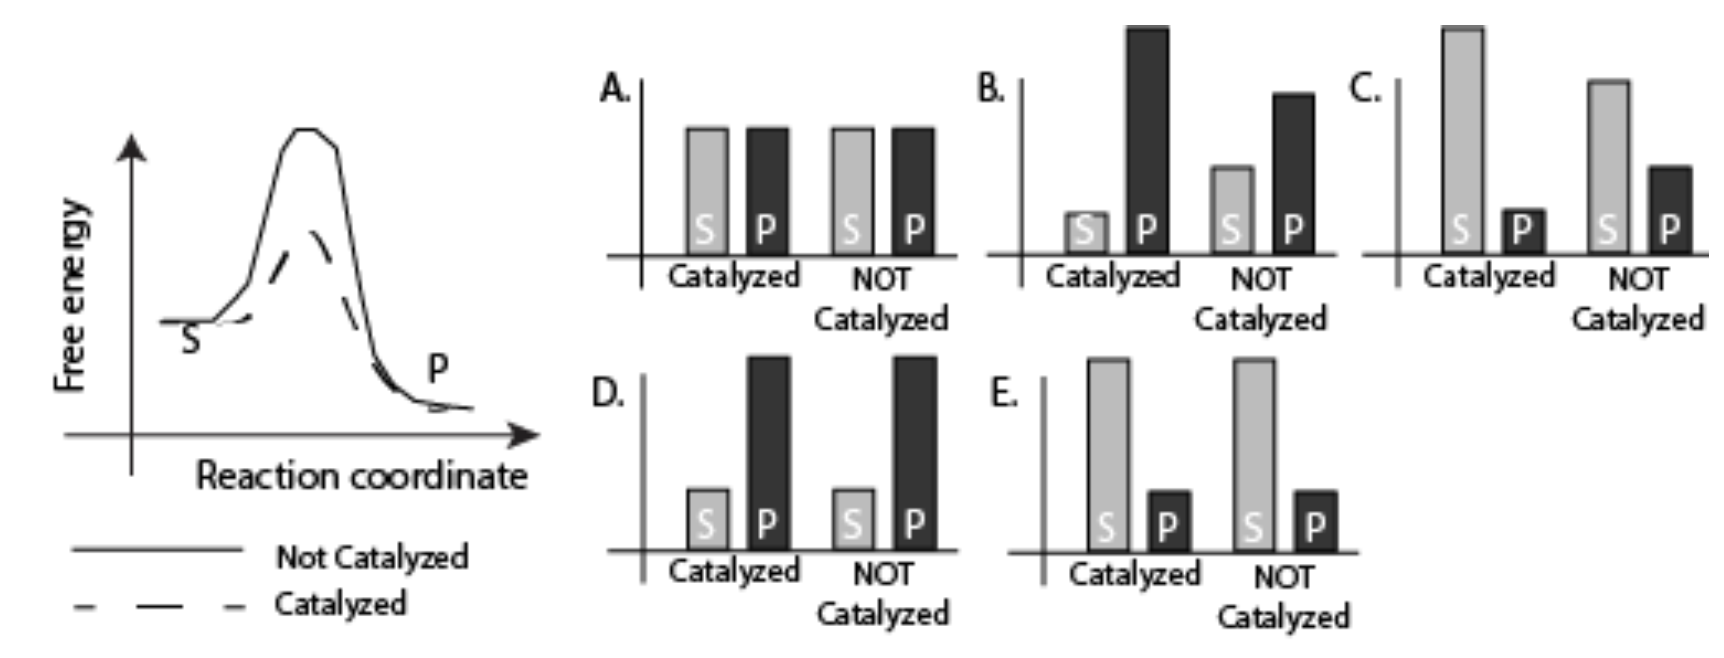 Free energy
S
P
Reaction coordinate
Not Catalyzed
Catalyzed
A.
S P S P
Catalyzed NOT
Catalyzed
B.
S P S P
Catalyzed NOT
Catalyzed
C.
S P S P
Catalyzed NOT
Catalyzed
D.
S P S P
Catalyzed NOT
Catalyzed
E.
S P S P
Catalyzed NOT
Catalyzed